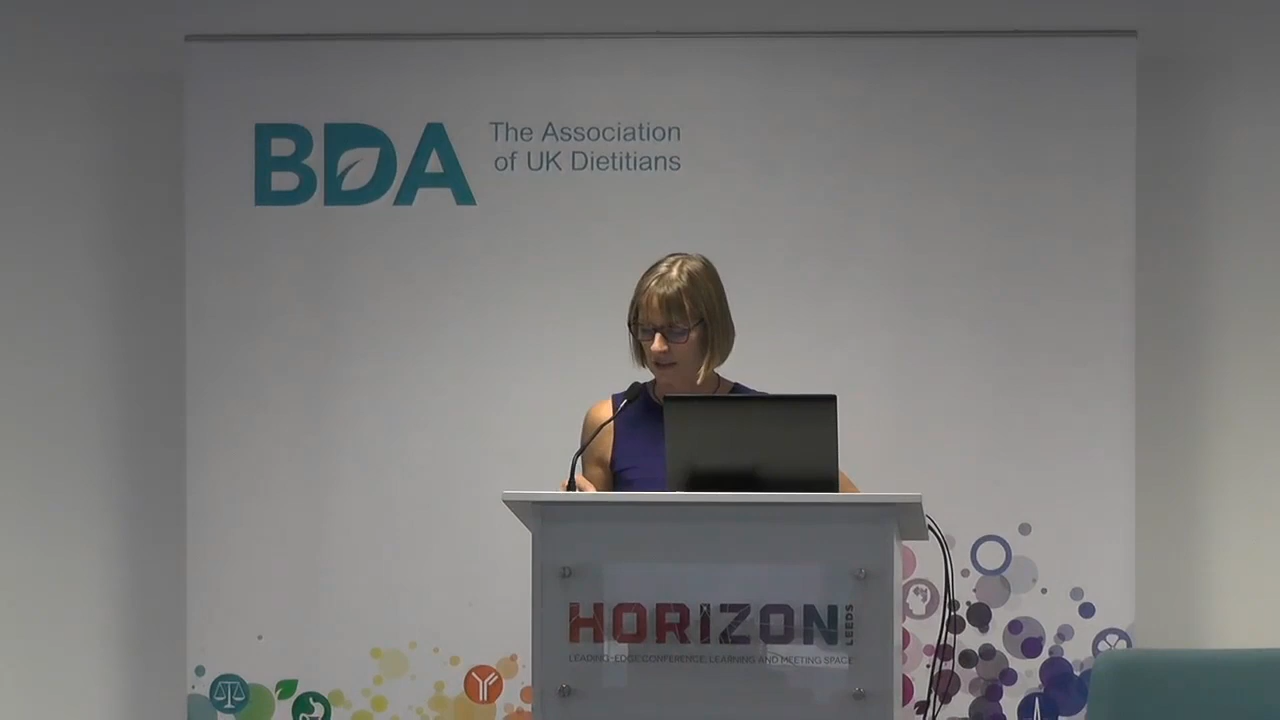 BDA
The Association
of UK Dietitians
HORIZON
LEEDS
LEADING-EDGE CONFERENCE, LEARNING AND MEETING SPACE